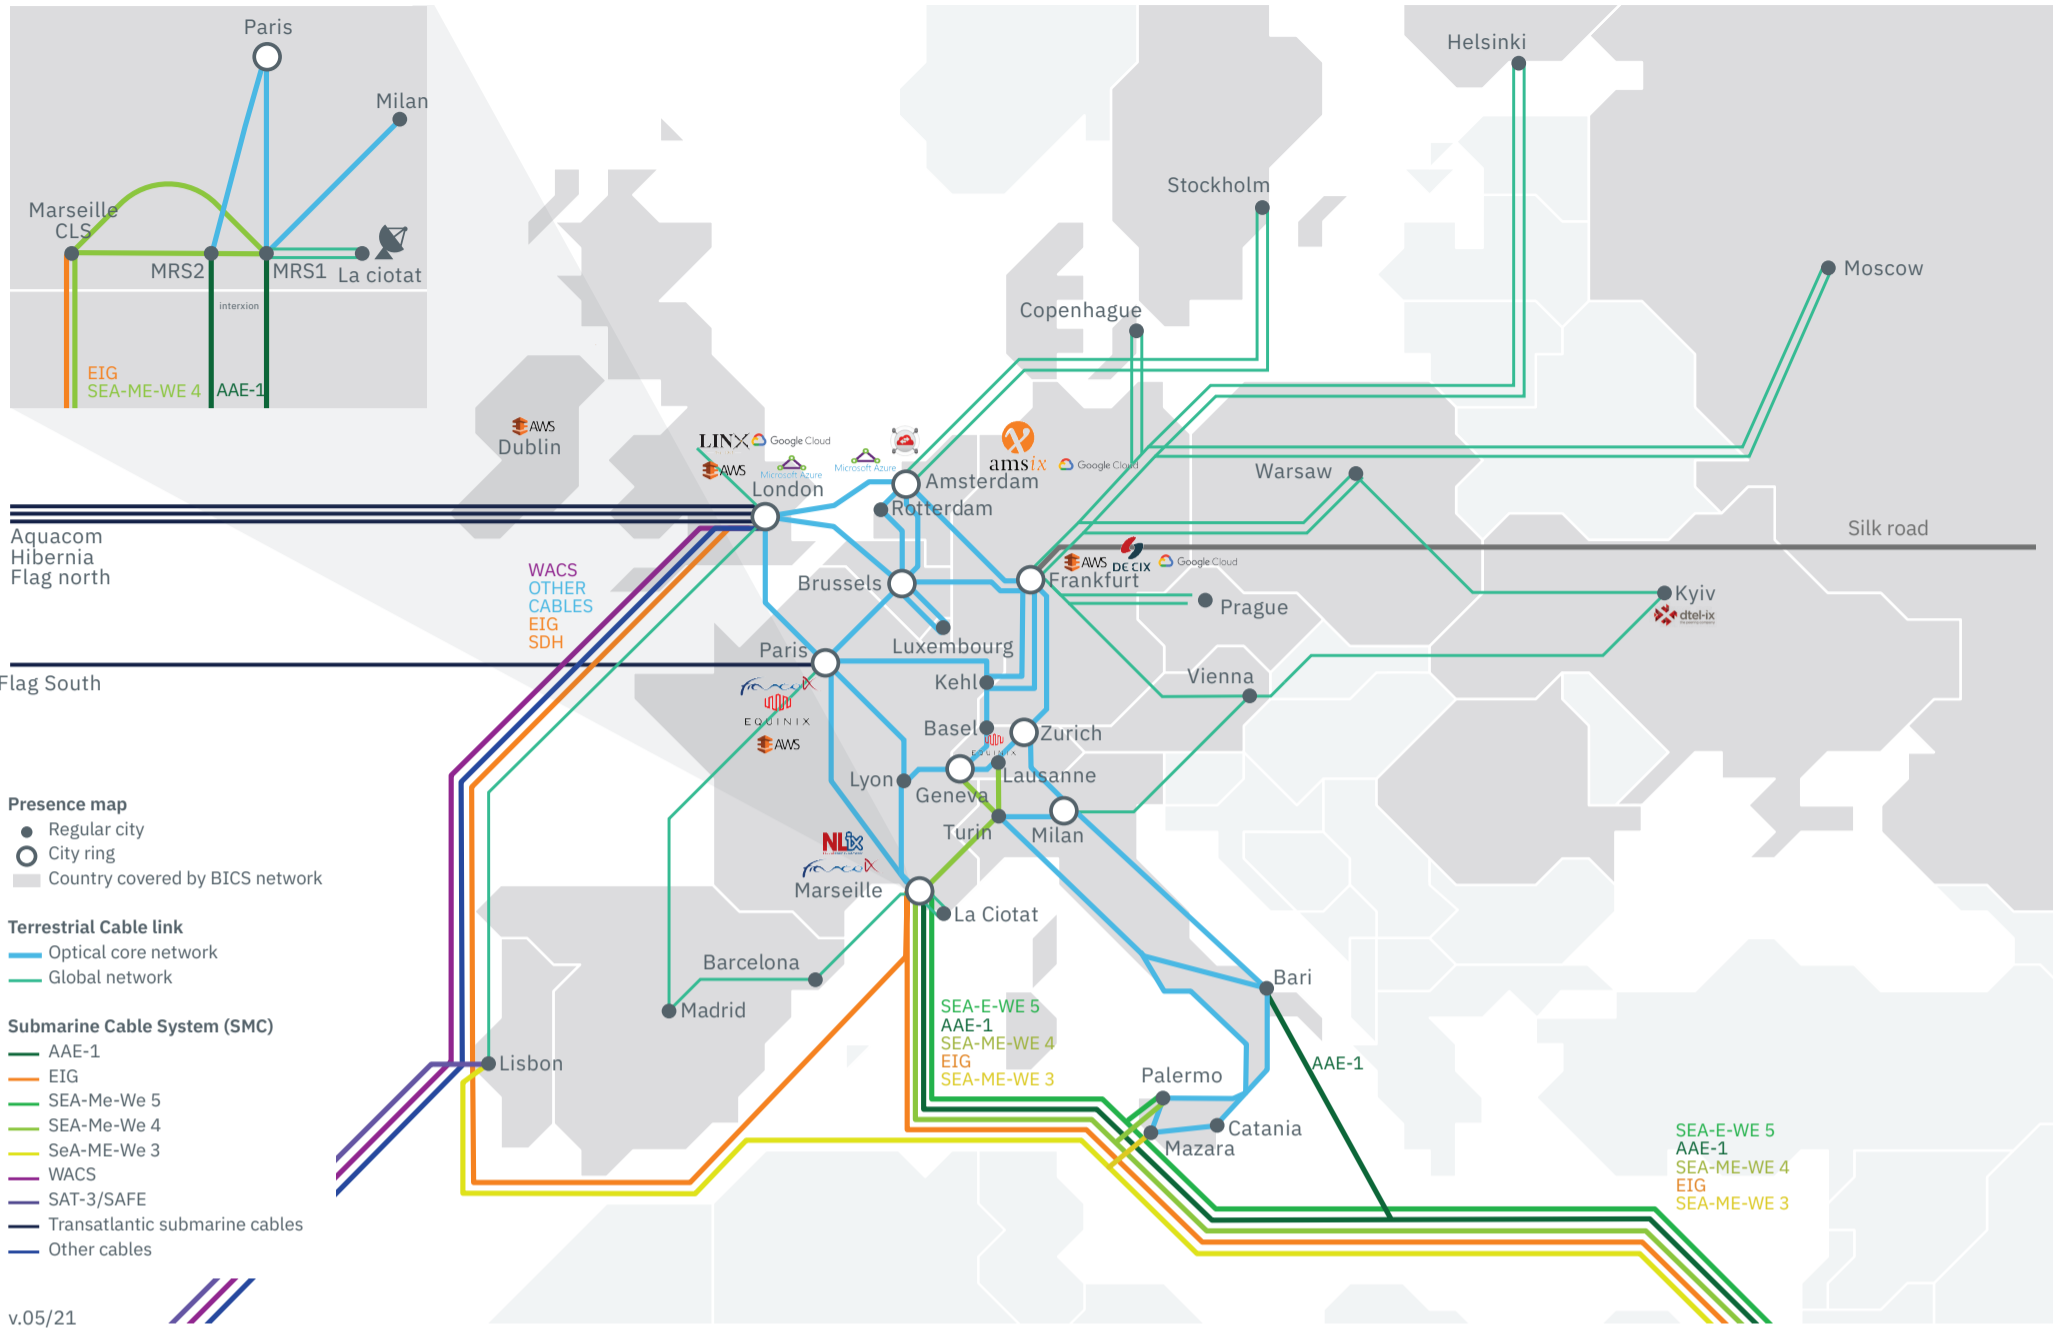 Paris
Milan
Marseille
CLS
MRS2
MRS1
La ciotat
interxion
EIG
SEA-ME-WE 4
AAE-1
Helsinki
Stockholm
Moscow
Copenhague
AWS
Dublin
LINX
Google Cloud
AWS
Microsoft Azure
London
Microsoft Azure
amsix
Google Cloud
Amsterdam
Rotterdam
Warsaw
Aquacom
Hibernia
Flag north
Silk road
WACS
OTHER
CABLES
EIG
SDH
Brussels
AWS
DE CIX
Google Cloud
Frankfurt
Prague
Kyiv
dtel-ix
Luxembourg
Paris
Flag South
Kehl
Vienna
franceix
EQUINIX
AWS
Basel
Zurich
EQUINIX
Lyon
Geneva
Lausanne
Turin
Milan
NLix
franceix
Marseille
La Ciotat
Barcelona
Madrid
Bari
Lisbon
SEA-E-WE 5
AAE-1
SEA-ME-WE 4
EIG
SEA-ME-WE 3
AAE-1
Palermo
Catania
Mazara
SEA-E-WE 5
AAE-1
SEA-ME-WE 4
EIG
SEA-ME-WE 3
Presence map
Regular city
City ring
Country covered by BICS network
Terrestrial Cable link
Optical core network
Global network
Submarine Cable System (SMC)
AAE-1
EIG
SEA-Me-We 5
SEA-Me-We 4
SeA-ME-We 3
WACS
SAT-3/SAFE
Transatlantic submarine cables
Other cables
v.05/21